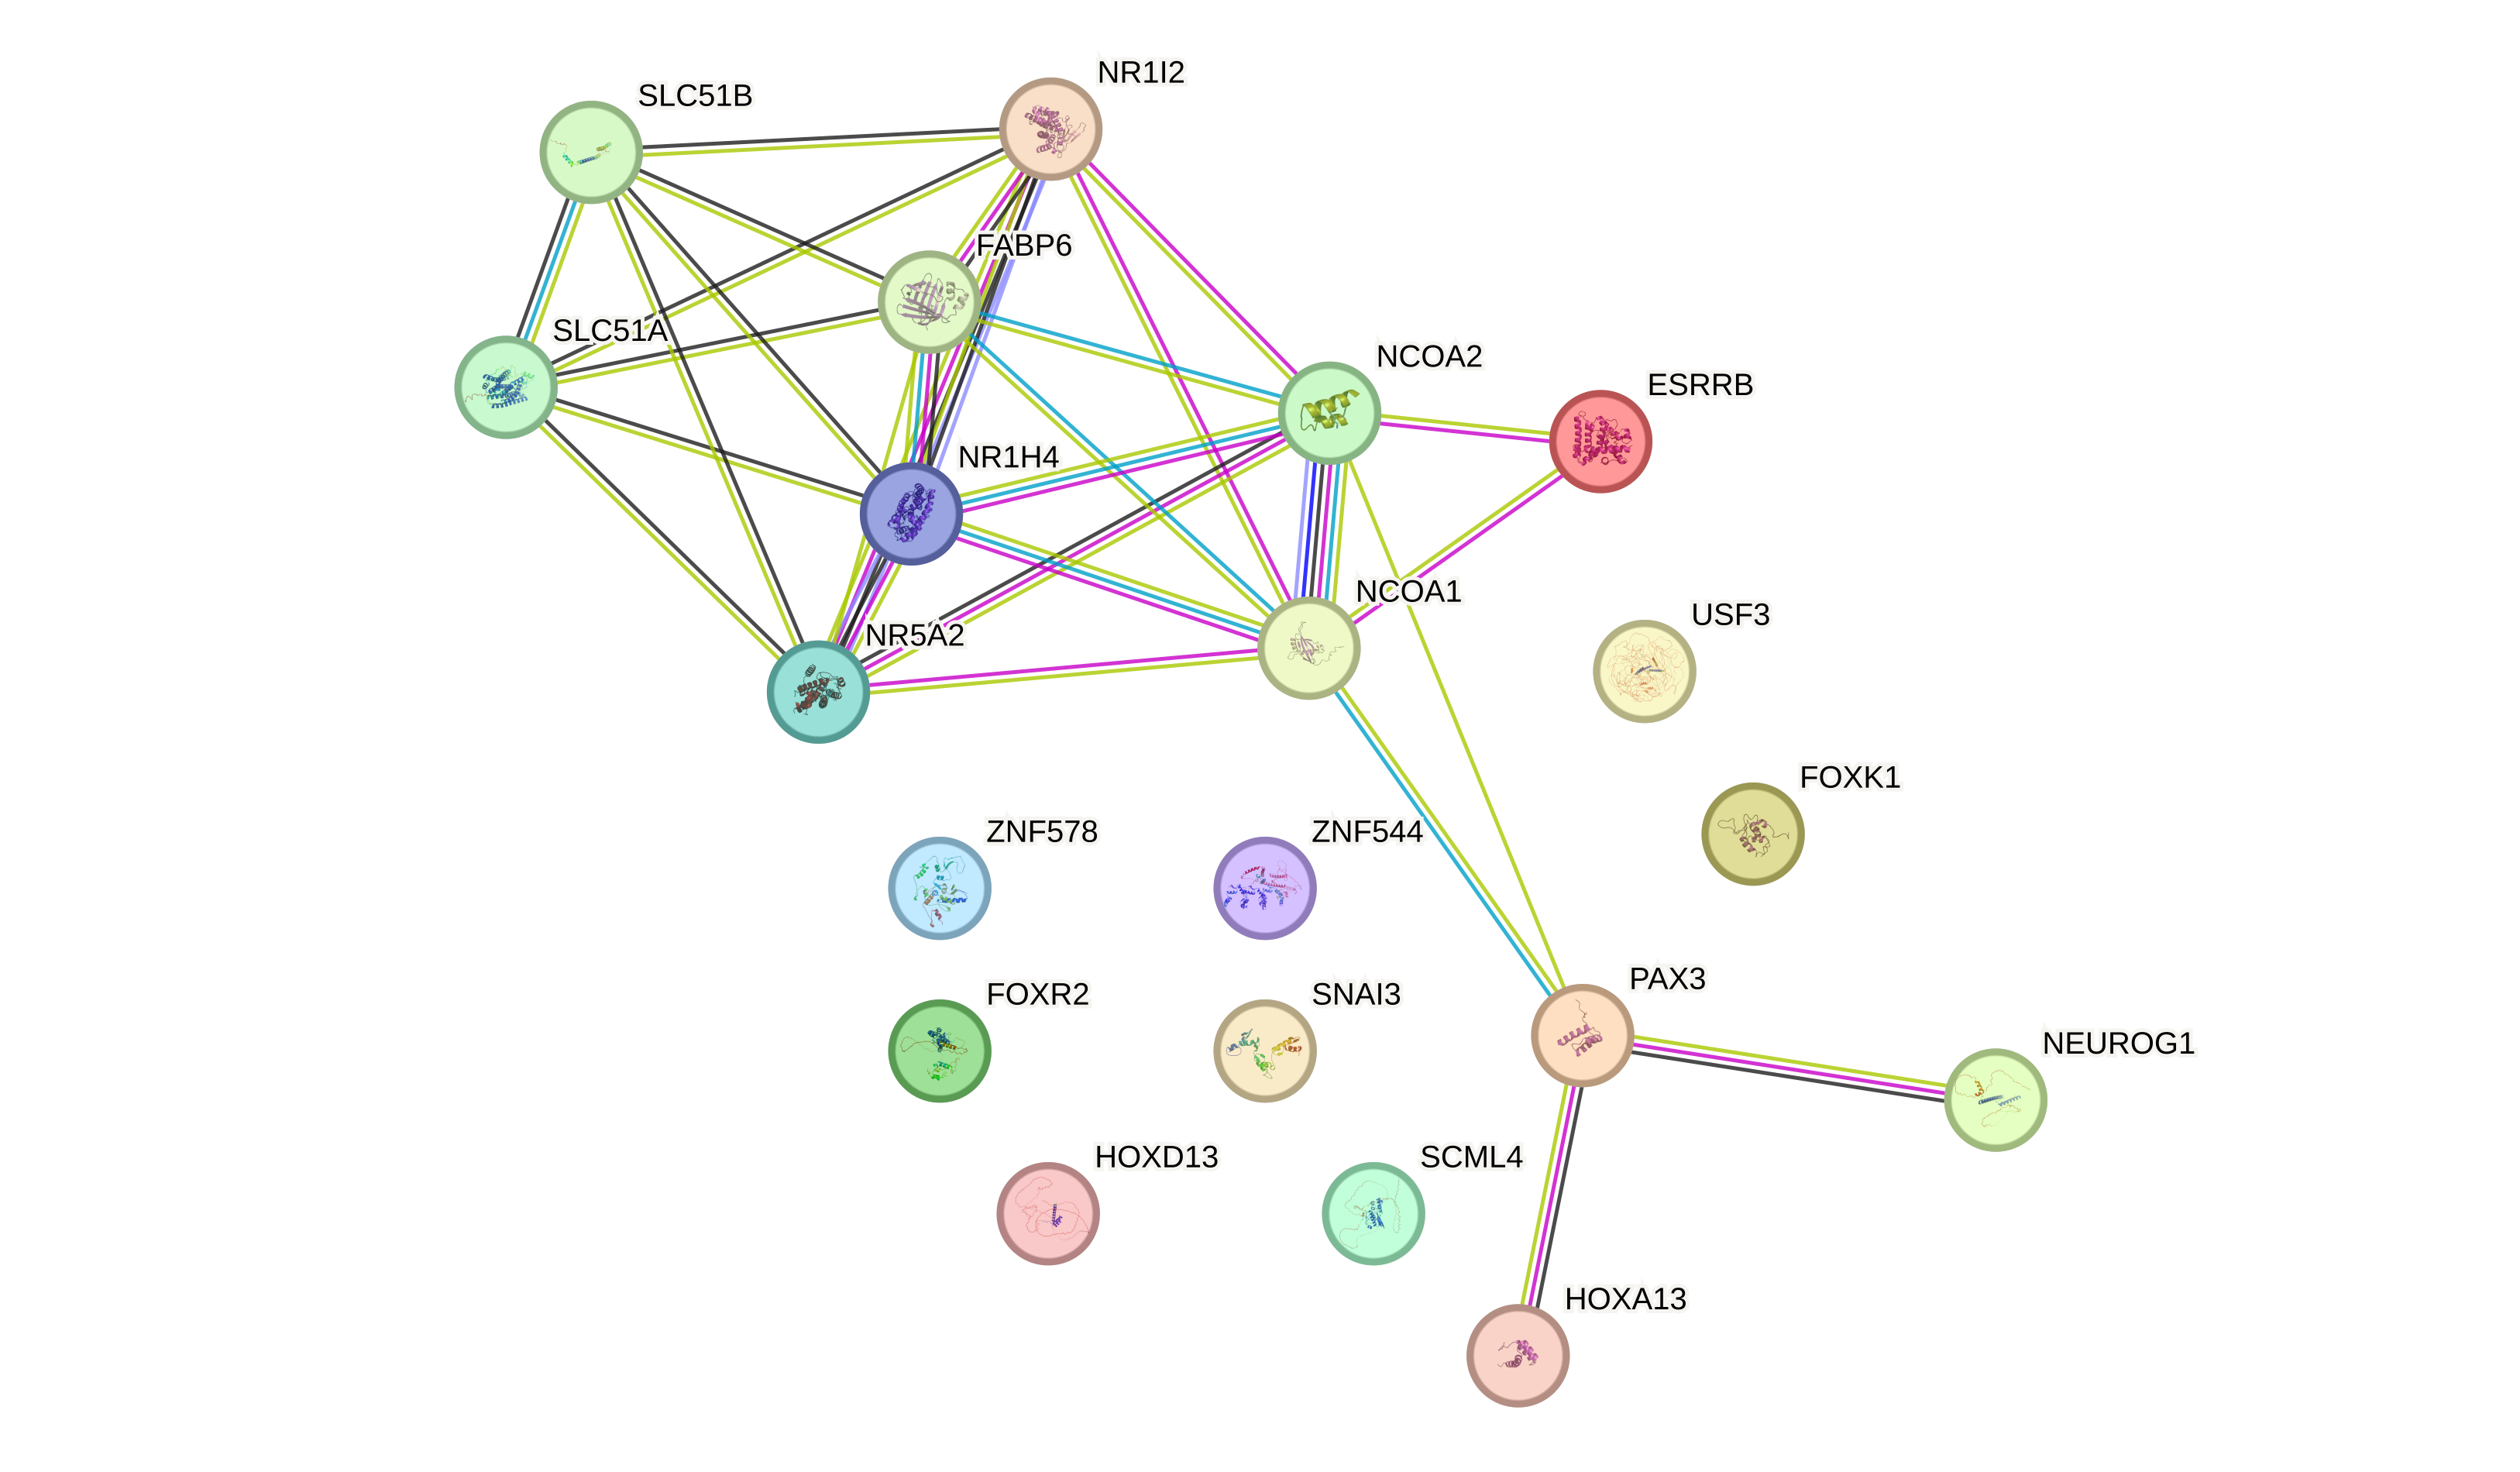 NR1I2
SLC51B
FABP6
SLC51A
NCOA2
ESRRB
NR1H4
NCOA1
USF3
NR5A2
FOXK1
ZNF578
ZNF544
PAX3
FOXR2
SNAI3
NEUROG1
HOXD13
SCML4
HOXA13